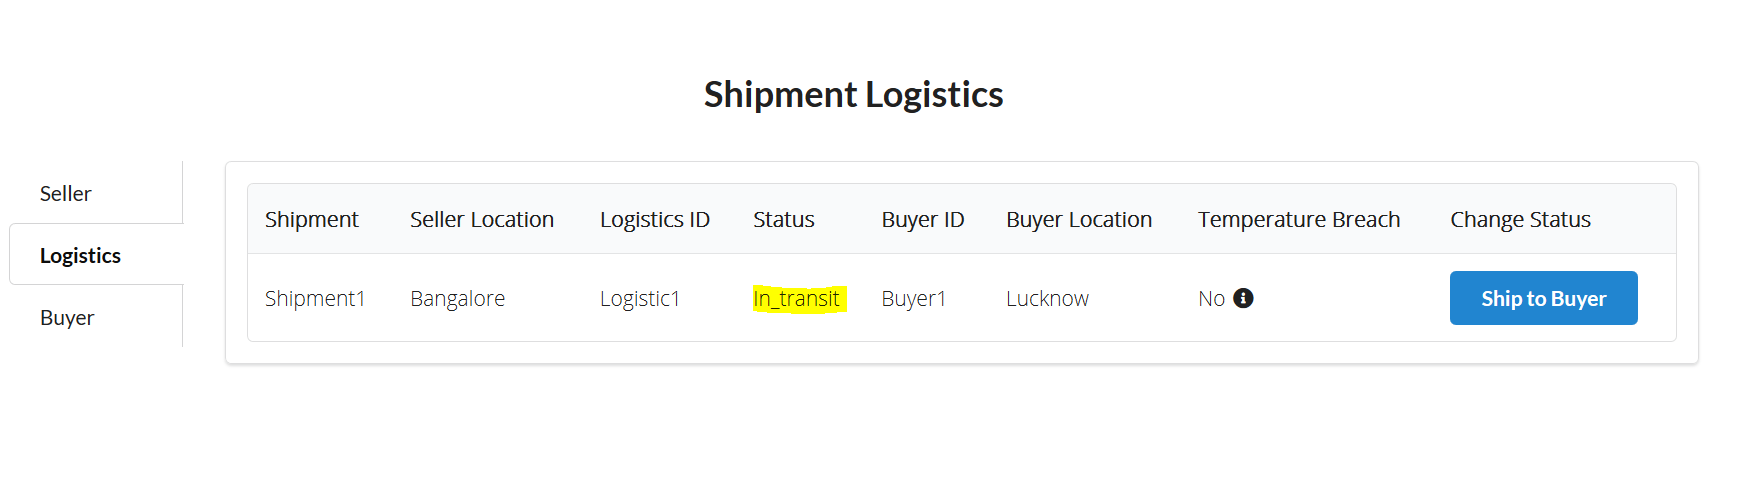 Shipment Logistics
Seller
Logistics
Buyer
Shipment Seller Location Logistics ID Status Buyer ID Buyer Location Temperature Breach Change Status
Shipment1 Bangalore Logistic1 In_transit Buyer1 Lucknow No Ship to Buyer